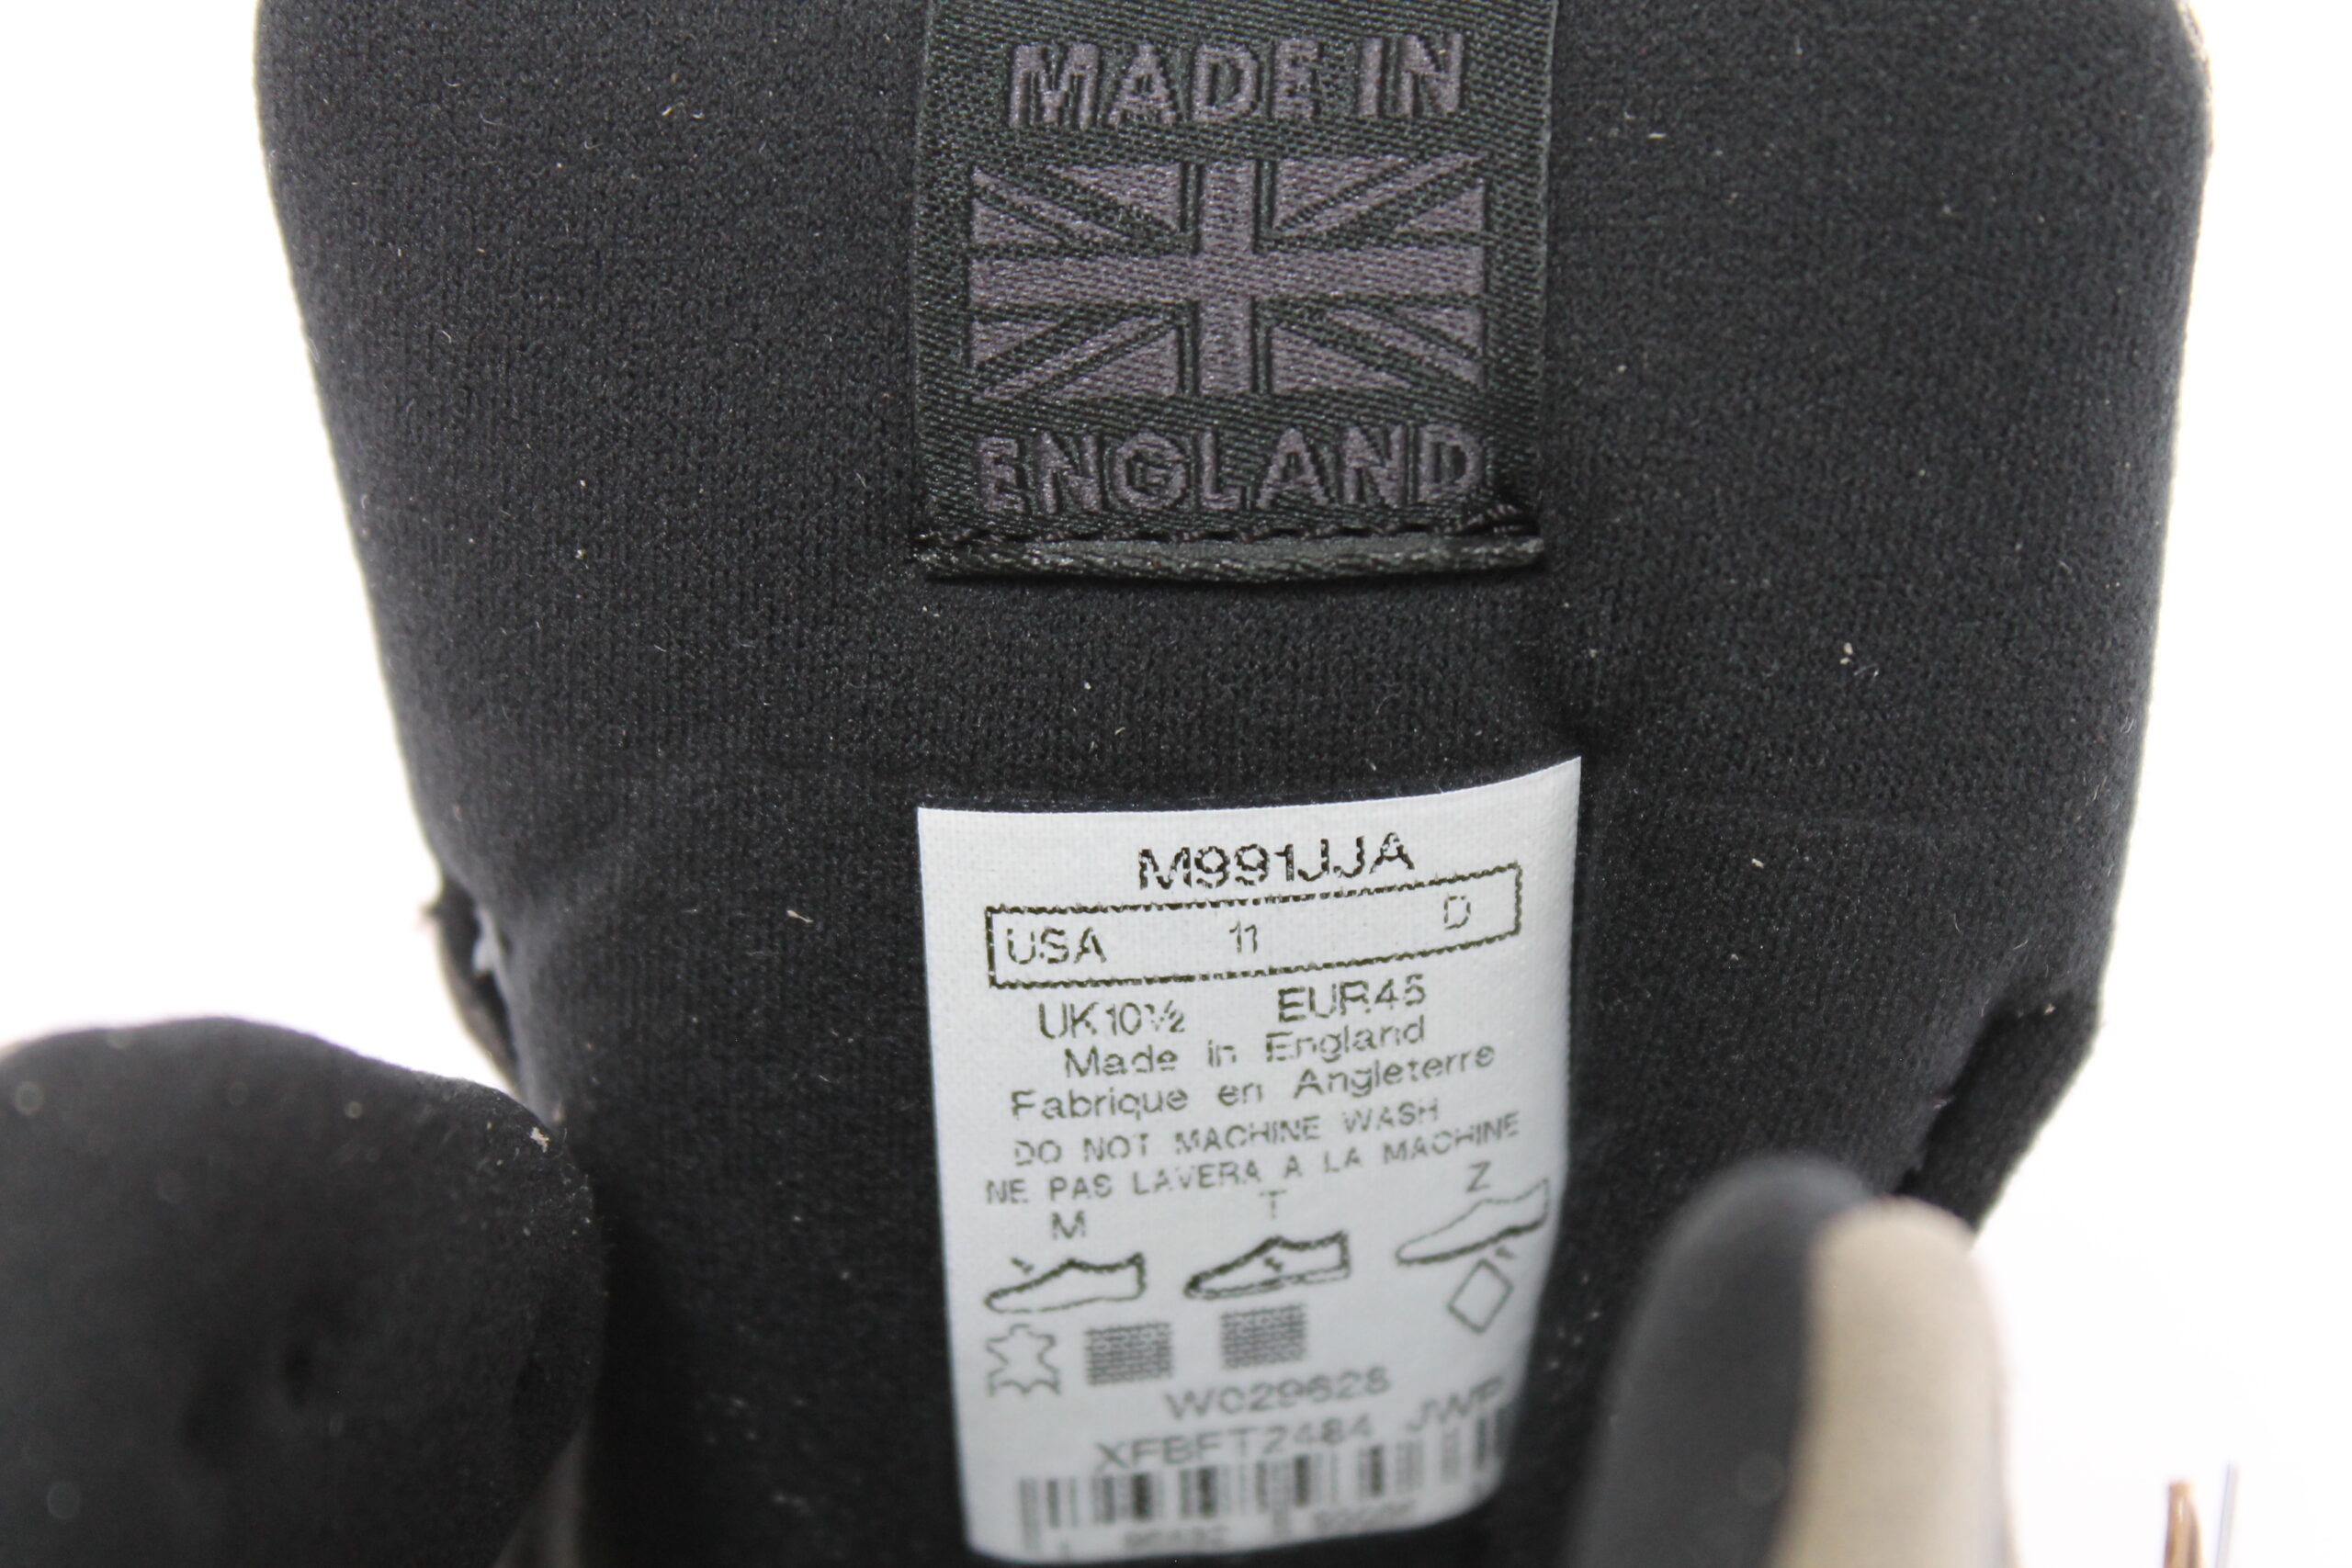 MADE IN
ENGLAND
M991JJA
USA 11 D
UK10½ EUR45
Made in England
Fabrique en Angleterre
DO NOT MACHINE WASH
NE PAS LAVERA A LA MACHINE
M T Z
W029628
XFBFT2484 JWP